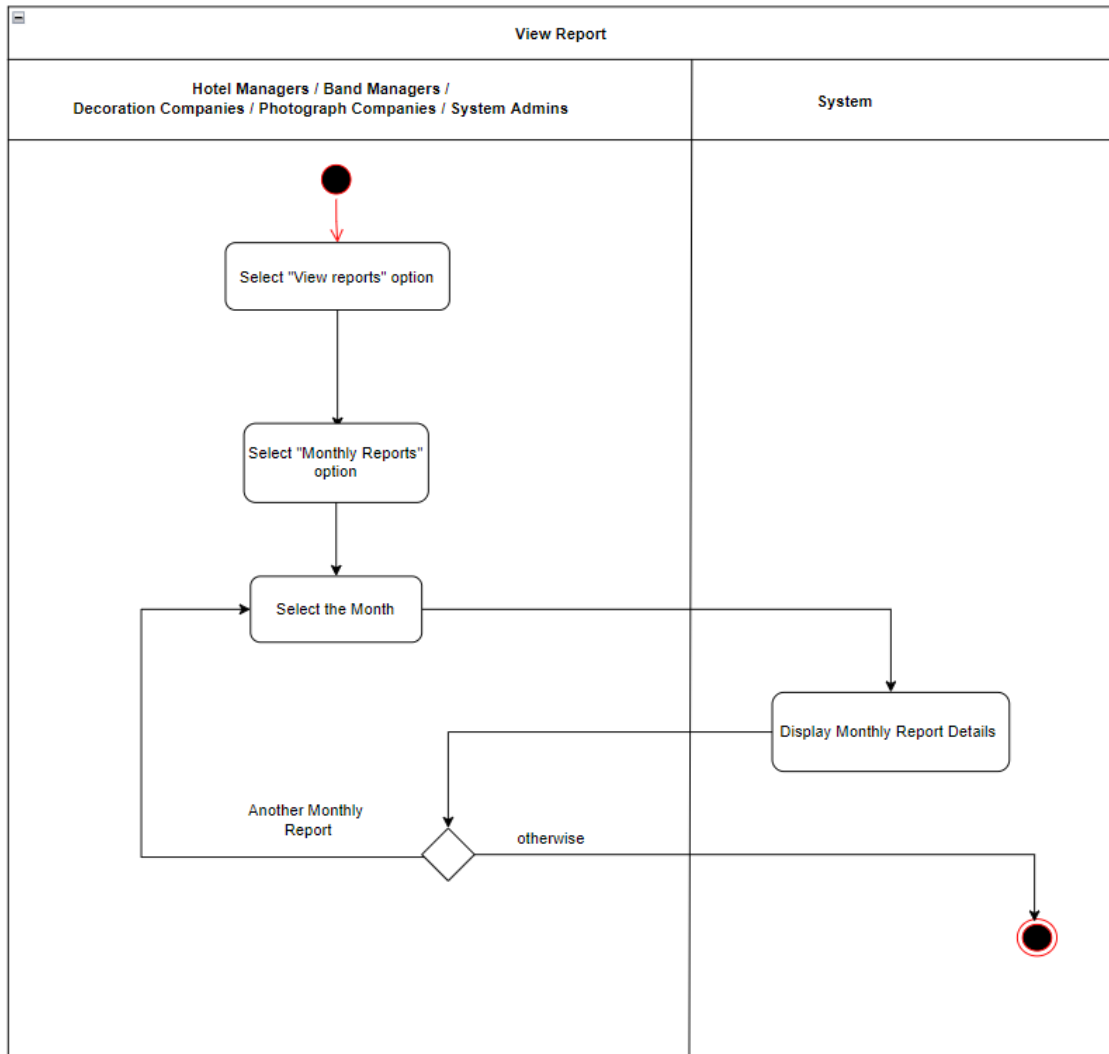 View Report
Hotel Managers / Band Managers /
Decoration Companies / Photograph Companies / System Admins
System
Select "View reports" option
Select "Monthly Reports"
option
Select the Month
Display Monthly Report Details
Another Monthly
Report
otherwise